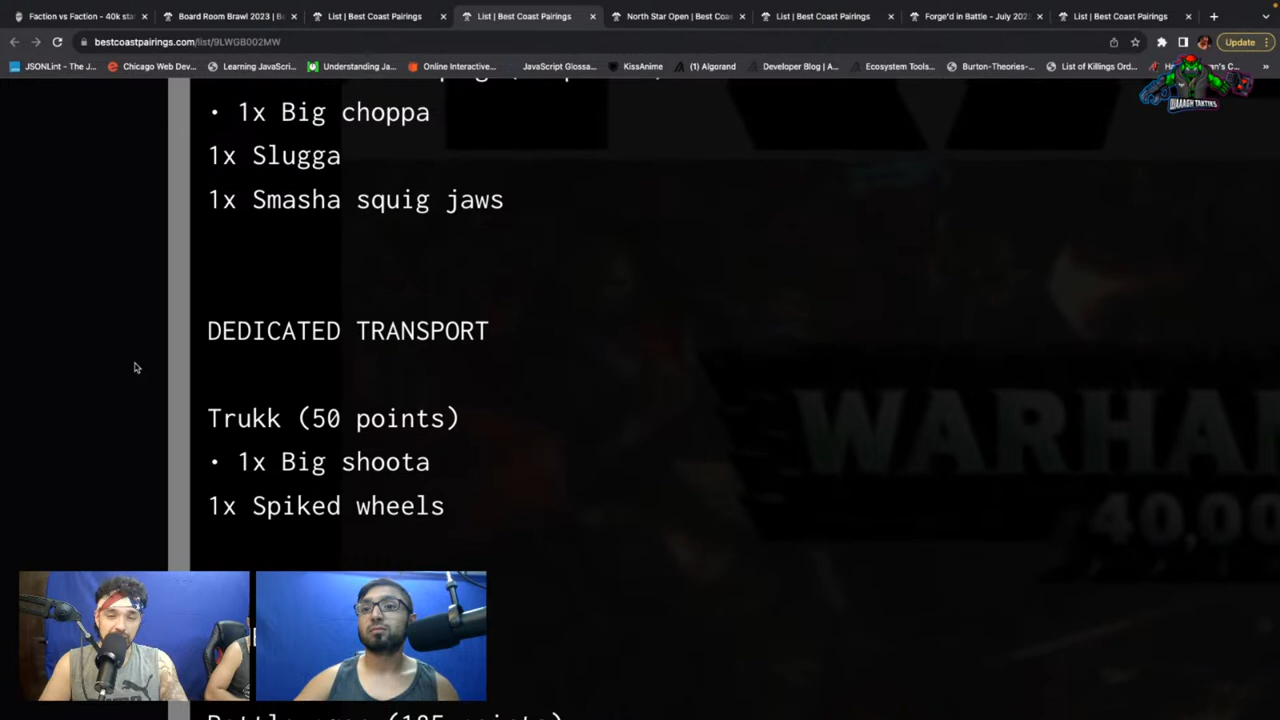 Faction vs Faction - 40k sta
Board Room Brawl 2023 | B
List | Best Coast Pairings
List | Best Coast Pairings
North Star Open | Best Coa
List | Best Coast Pairings
Forge'd in Battle - July 202
List | Best Coast Pairings
bestcoastpairings.com/list/9LWGB002MW
Update
JSONLint - The J...
Chicago Web Dev...
Learning JavaScri...
Understanding Ja...
Online Interactive...
JavaScript Glossa...
KissAnime
(1) Algorand
Developer Blog | A...
Ecosystem Tools...
Burton-Theories-...
List of Killings Ord...
WAAAGH TAKTIKS
• 1x Big choppa
1x Slugga
1x Smasha squig jaws
DEDICATED TRANSPORT
Trukk (50 points)
• 1x Big shoota
1x Spiked wheels
WARHA
40,00